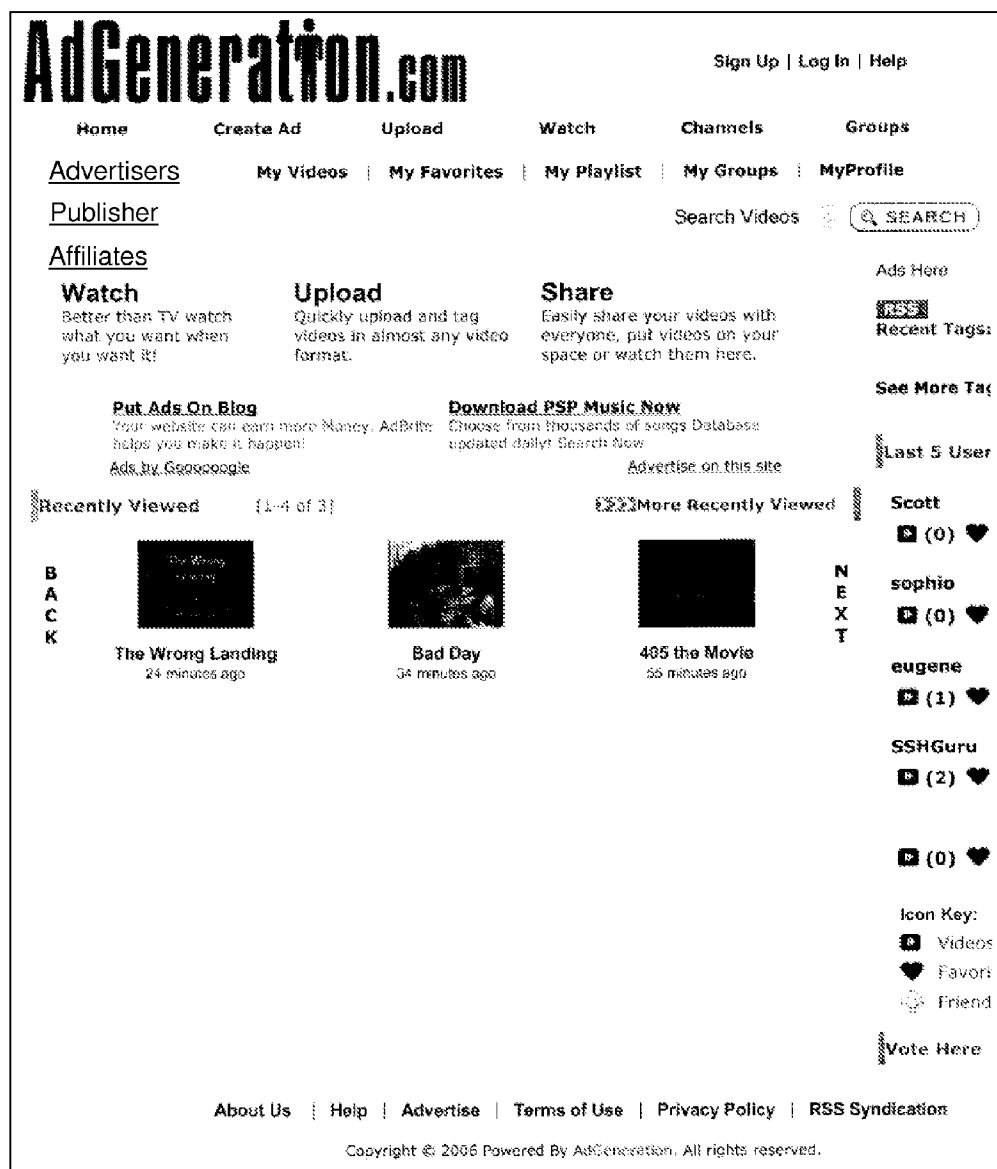 AdGeneration.com
Sign Up | Log In | Help
Home Create Ad Upload Watch Channels Groups
Advertisers
My Videos | My Favorites | My Playlist | My Groups | MyProfile
Publisher
Search Videos SEARCH
Affiliates
Ads Here
Watch
Better than TV watch
what you want when
you want it!
Upload
Quickly upload and tag
videos in almost any video
format.
Share
Easily share your videos with
everyone, put videos on your
space or watch them here.
RSS
Recent Tags:
See More Tag
Put Ads On Blog
Your website can earn more Money. AdBrite
helps you make it happen!
Ads by Goooooogle
Download PSP Music Now
Choose from thousands of songs Database
updated daily! Search Now
Advertise on this site
Last 5 User
Recently Viewed [1-4 of 3] More Recently Viewed
BACK
The Wrong
Landing
The Wrong Landing
24 minutes ago
Bad Day
34 minutes ago
405 the Movie
55 minutes ago
NEXT
Scott
(0)
sophio
(0)
eugene
(1)
SSHGuru
(2)
(0)
Icon Key:
Videos
Favori
Friend
Vote Here
About Us | Help | Advertise | Terms of Use | Privacy Policy | RSS Syndication
Copyright © 2006 Powered By AdGeneration. All rights reserved.